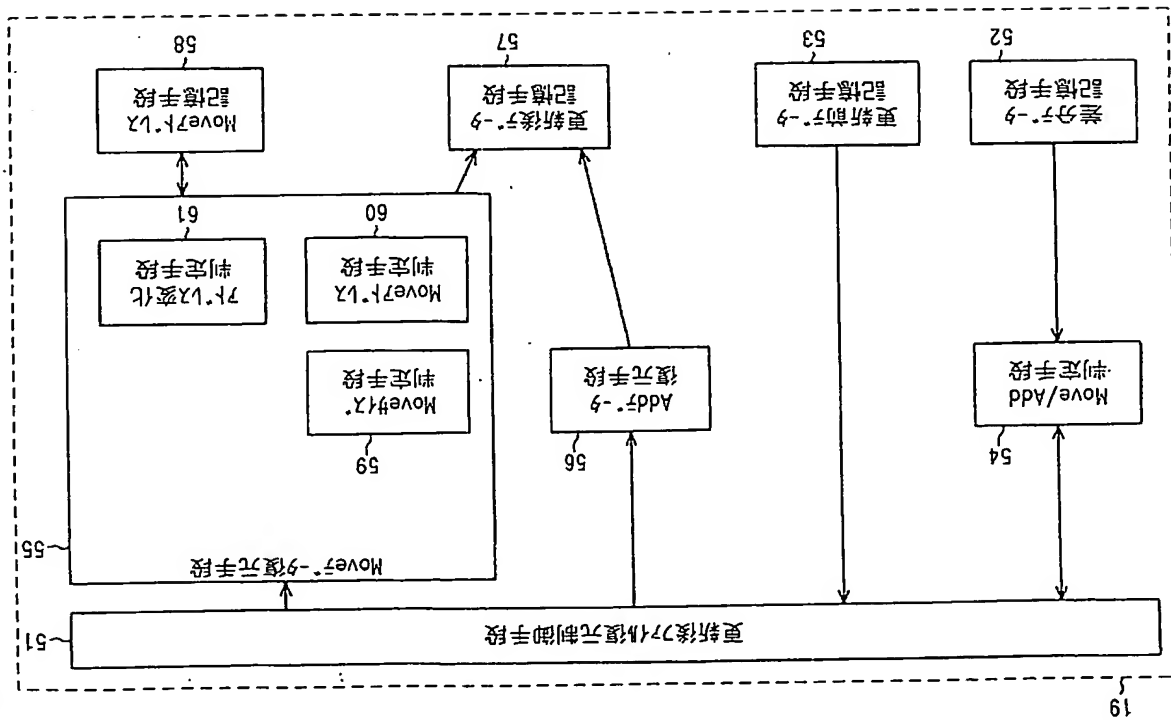 19
更新後ファイル復元制御手段
51
Moveデータ復元手段
55
54
Move/Add
判定手段
56
Addデータ
復元手段
59
Moveサイズ
判定手段
Moveアドレス
判定手段
60
アドレス変化
判定手段
61
差分データ
記憶手段
52
更新前データ
記憶手段
53
更新後データ
記憶手段
57
Moveアドレス
記憶手段
58